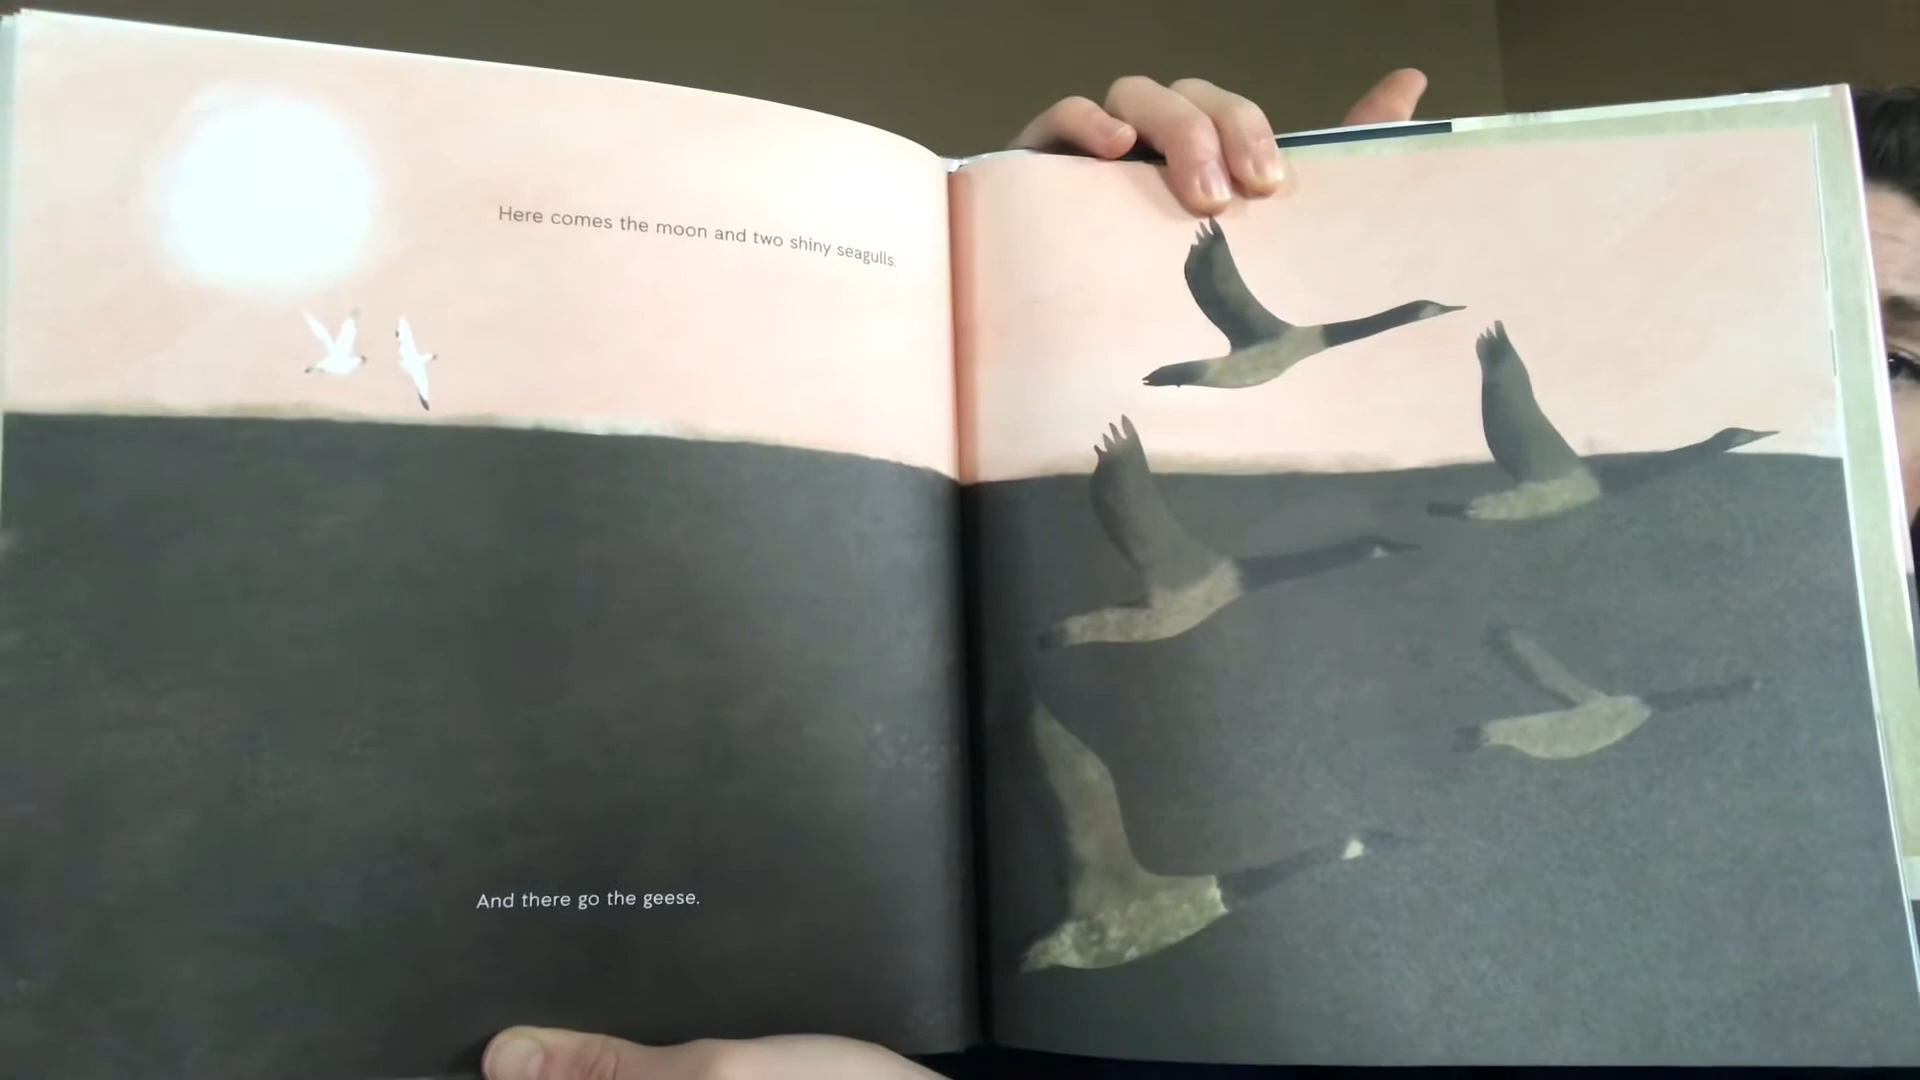 Here comes the moon and two shiny seagulls.
And there go the geese.